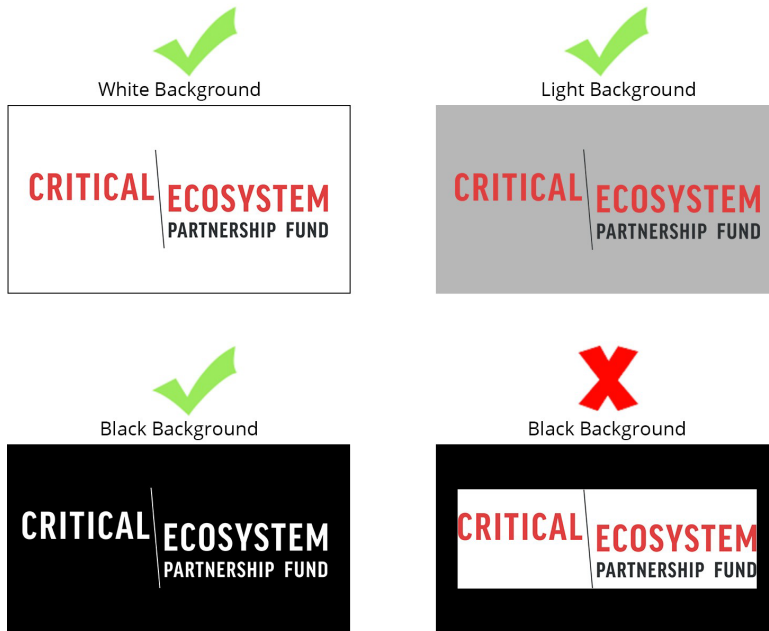 White Background
CRITICAL
ECOSYSTEM
PARTNERSHIP FUND
Light Background
CRITICAL
ECOSYSTEM
PARTNERSHIP FUND
Black Background
CRITICAL
ECOSYSTEM
PARTNERSHIP FUND
Black Background
CRITICAL
ECOSYSTEM
PARTNERSHIP FUND